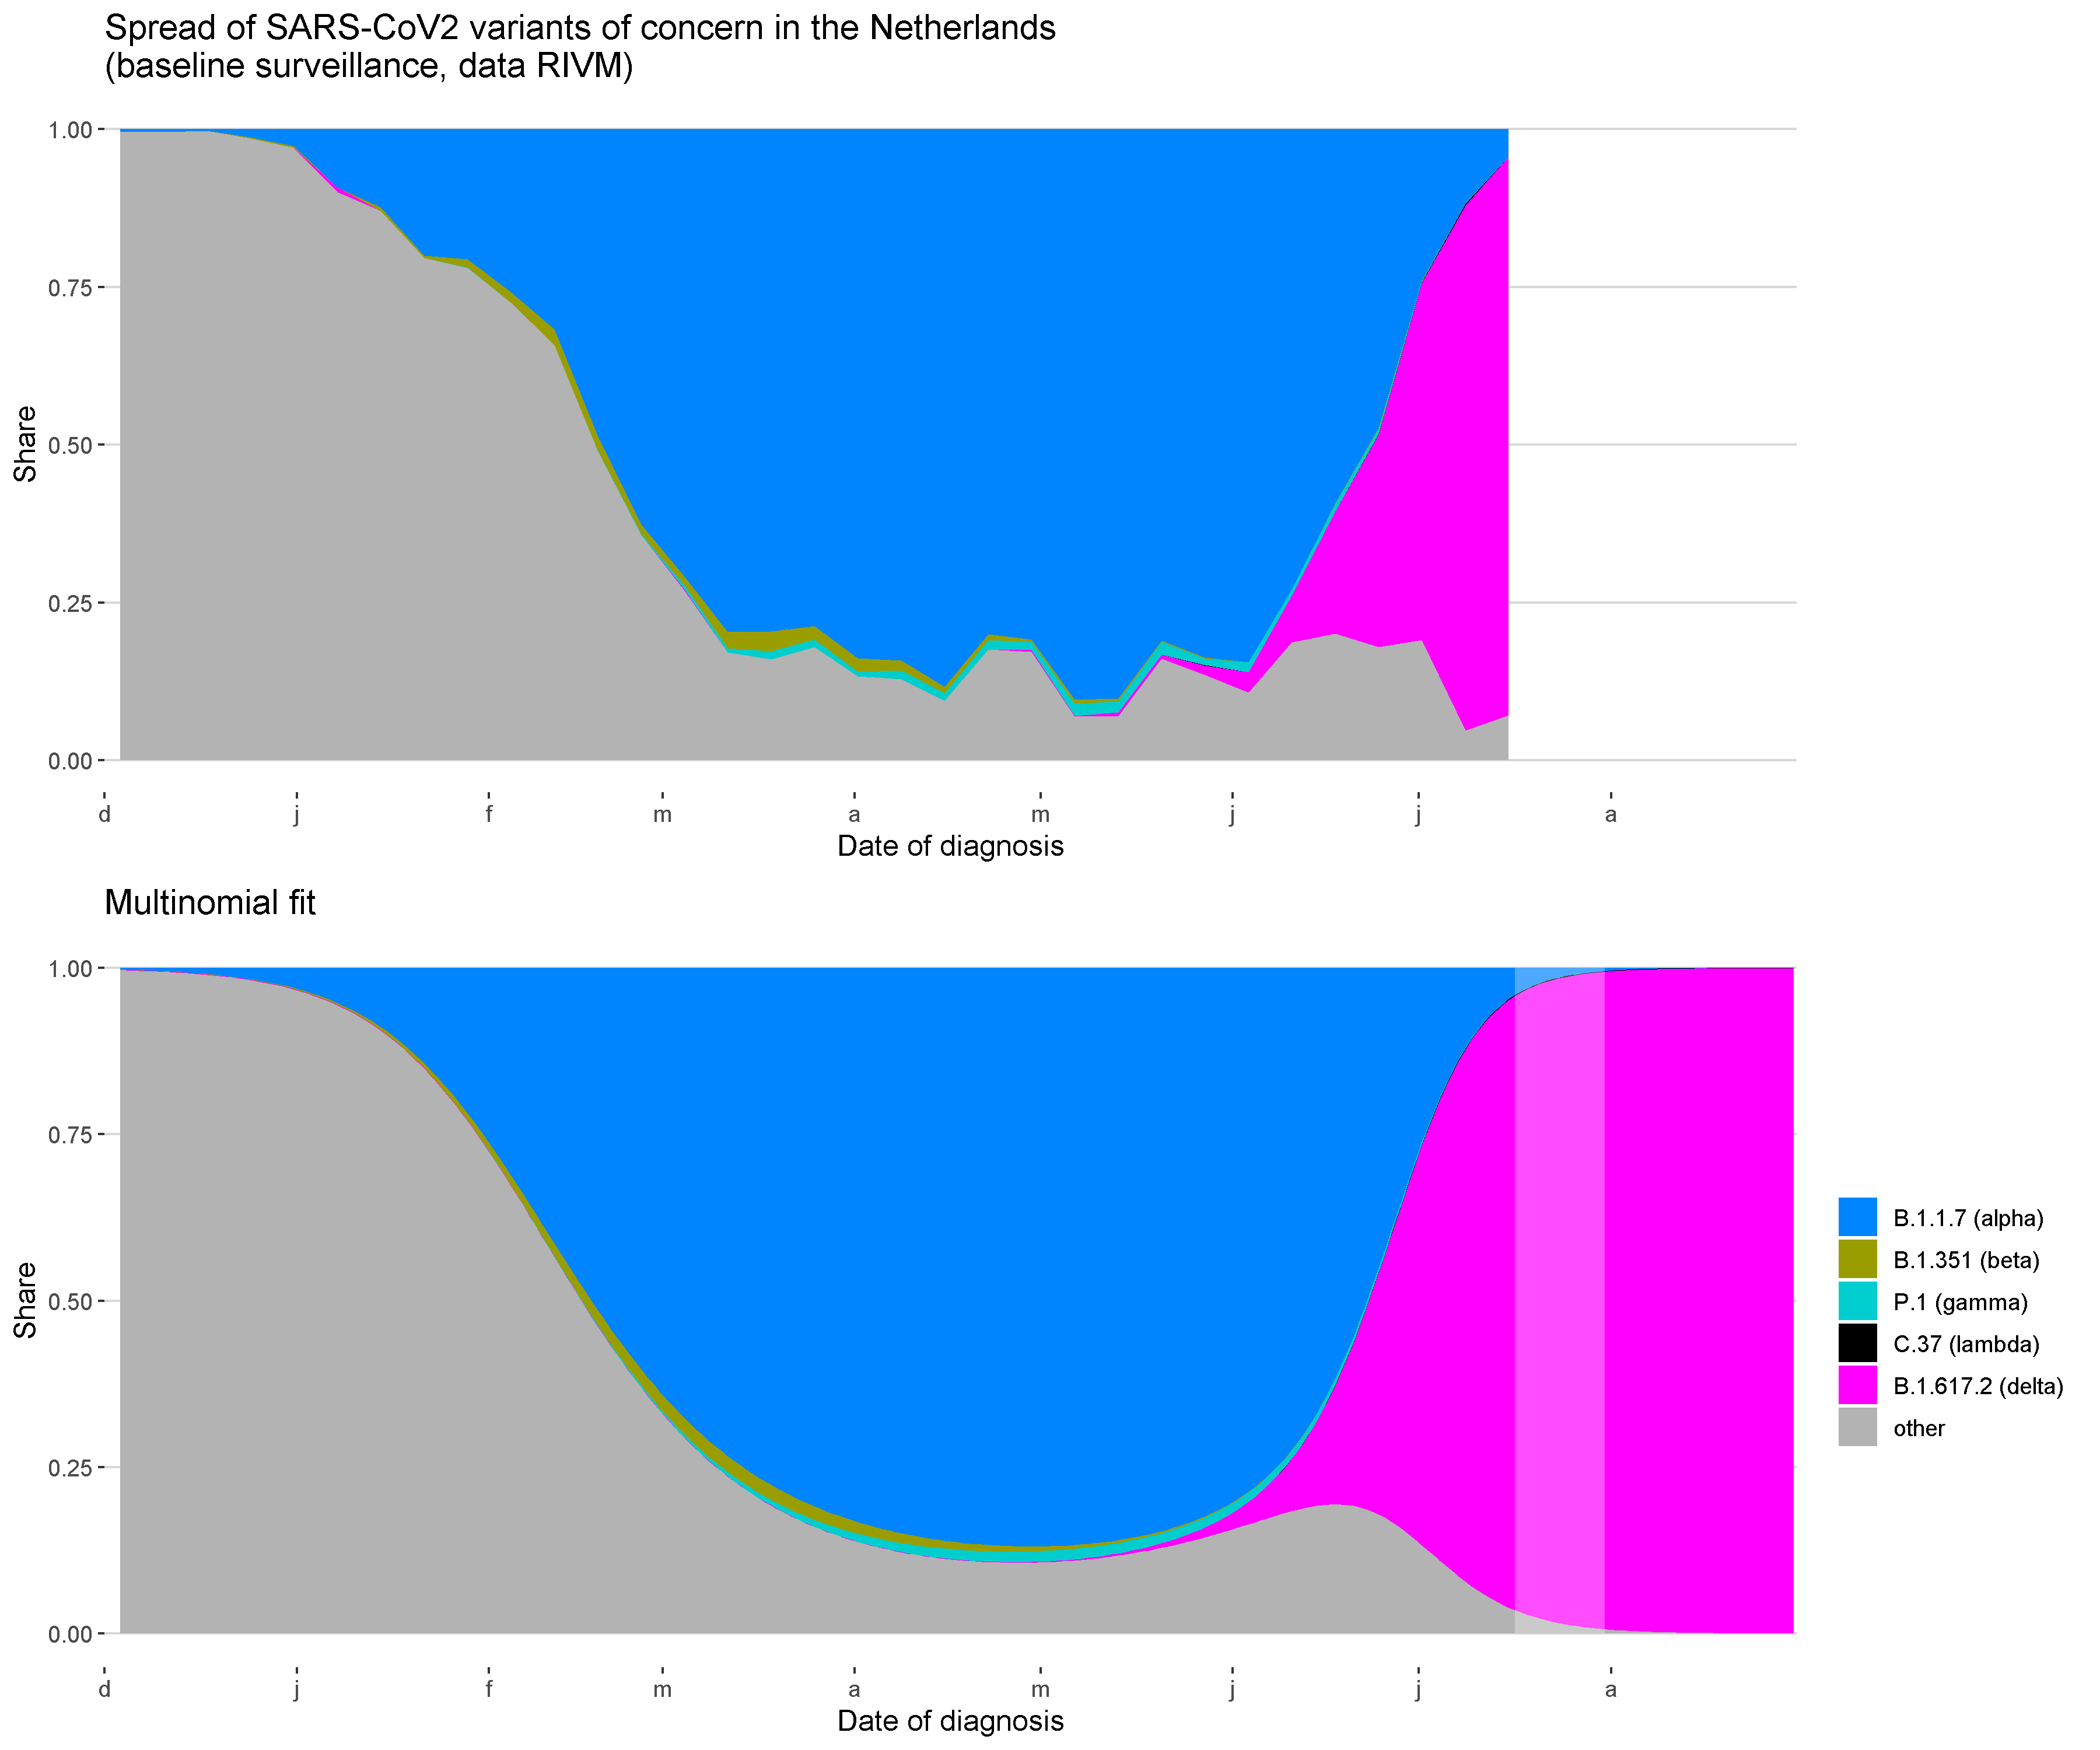 Spread of SARS-CoV2 variants of concern in the Netherlands
(baseline surveillance, data RIVM)
1.00
0.75
0.50
0.25
0.00
Share
d j f m a m j j a
Date of diagnosis
Multinomial fit
1.00
0.75
0.50
0.25
0.00
Share
d j f m a m j j a
Date of diagnosis
B.1.1.7 (alpha)
B.1.351 (beta)
P.1 (gamma)
C.37 (lambda)
B.1.617.2 (delta)
other